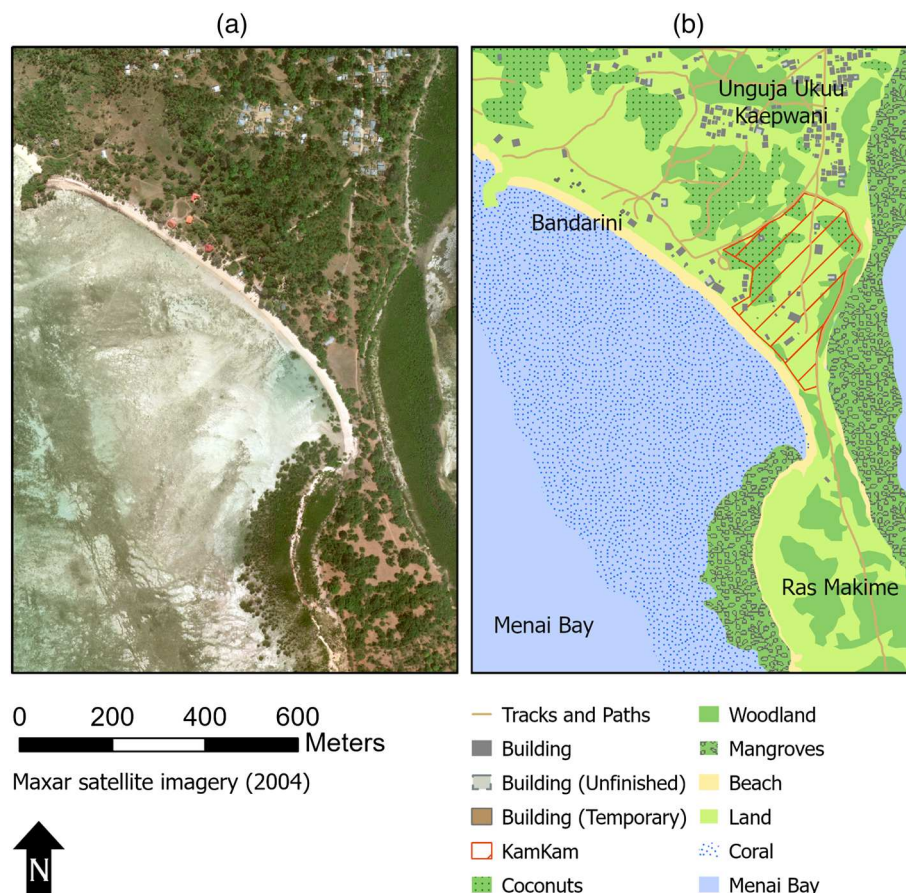 (a)
(b)
Unguja Ukuu
Kaepwani
Bandarini
Ras Makime
Menai Bay
0 200 400 600
Meters
Maxar satellite imagery (2004)
N
Tracks and Paths
Building
Building (Unfinished)
Building (Temporary)
KamKam
Coconuts
Woodland
Mangroves
Beach
Land
Coral
Menai Bay